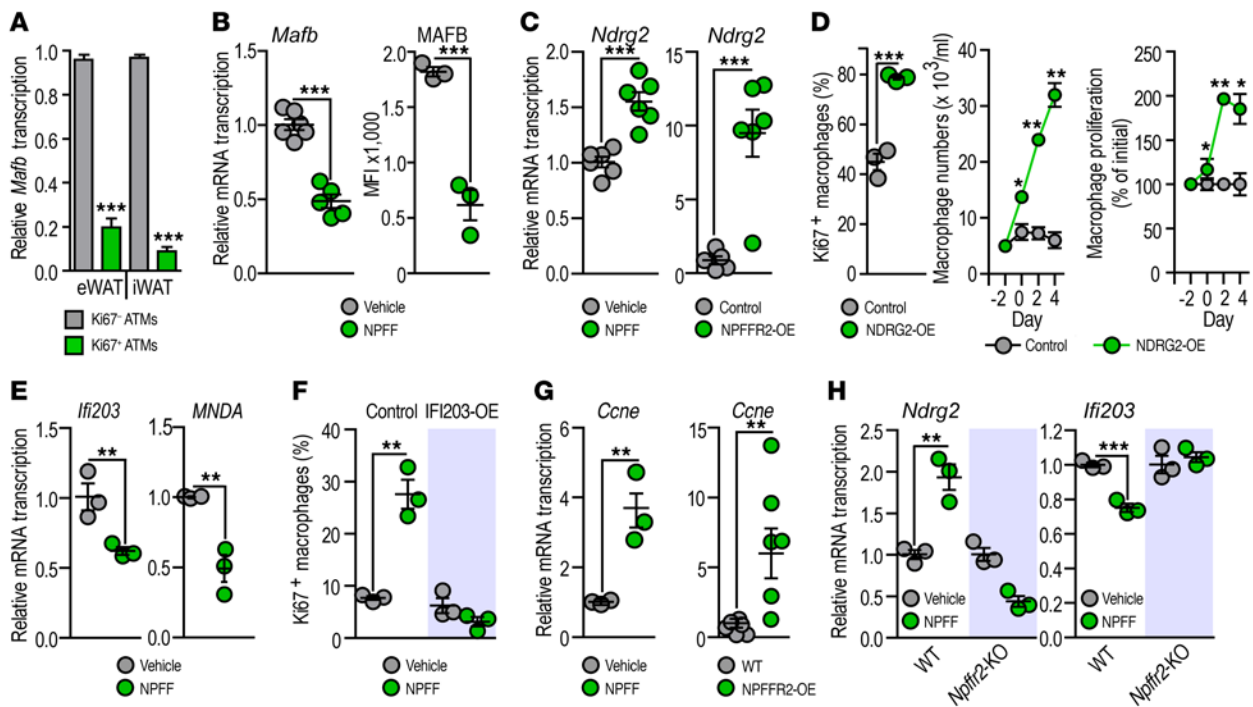 A
Relative Mafb transcription
1.0
0.8
0.6
0.4
0.2
0.0
***
***
eWAT
iWAT
Ki67⁻ ATMs
Ki67⁺ ATMs
B
Mafb
Relative mRNA transcription
1.5
1.0
0.5
0.0
***
MAFB
MFI x1,000
2.0
1.5
1.0
0.5
0
***
Vehicle
NPFF
C
Ndrg2
Relative mRNA transcription
2.0
1.5
1.0
0.5
0.0
***
Ndrg2
15
10
5
0
***
Vehicle
NPFF
Control
NPFFR2-OE
D
Ki67⁺ macrophages (%)
80
60
40
20
0
***
Control
NDRG2-OE
Macrophage numbers (x 10³/ml)
40
30
20
10
0
*
**
**
-2 0 2 4
Day
Macrophage proliferation
(% of initial)
250
200
150
100
50
0
*
**
*
-2 0 2 4
Day
Control
NDRG2-OE
E
Ifi203
Relative mRNA transcription
1.5
1.0
0.5
0.0
**
MNDA
1.5
1.0
0.5
0.0
**
Vehicle
NPFF
F
Control
IFI203-OE
Ki67⁺ macrophages (%)
40
30
20
10
0
**
Vehicle
NPFF
G
Ccne
Relative mRNA transcription
6
4
2
0
**
Ccne
15
10
5
0
**
Vehicle
NPFF
WT
NPFFR2-OE
H
Ndrg2
Relative mRNA transcription
2.5
2.0
1.5
1.0
0.5
0.0
**
Vehicle
NPFF
WT
Npffr2-KO
Ifi203
1.2
1.0
0.8
0.6
0.4
0.2
0.0
***
Vehicle
NPFF
WT
Npffr2-KO